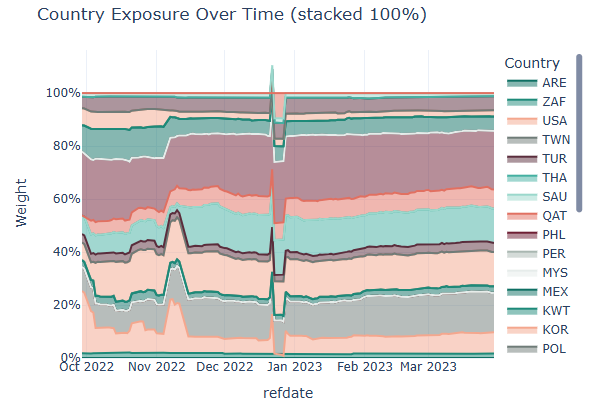 Country Exposure Over Time (stacked 100%)
Country
ARE
ZAF
USA
TWN
TUR
THA
SAU
QAT
PHL
PER
MYS
MEX
KWT
KOR
POL
Weight
100%
80%
60%
40%
20%
0%
Oct 2022 Nov 2022 Dec 2022 Jan 2023 Feb 2023 Mar 2023
refdate